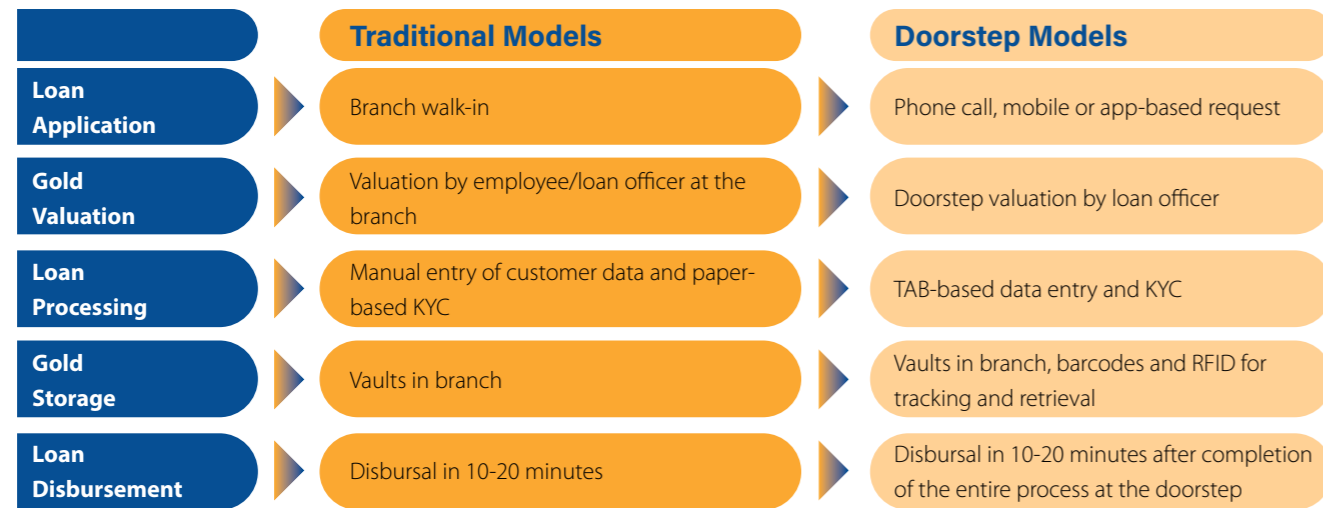 Traditional Models
Doorstep Models
Loan
Application
Branch walk-in
Phone call, mobile or app-based request
Gold
Valuation
Valuation by employee/loan officer at the
branch
Doorstep valuation by loan officer
Loan
Processing
Manual entry of customer data and paper-
based KYC
TAB-based data entry and KYC
Gold
Storage
Vaults in branch
Vaults in branch, barcodes and RFID for
tracking and retrieval
Loan
Disbursement
Disbursal in 10-20 minutes
Disbursal in 10-20 minutes after completion
of the entire process at the doorstep